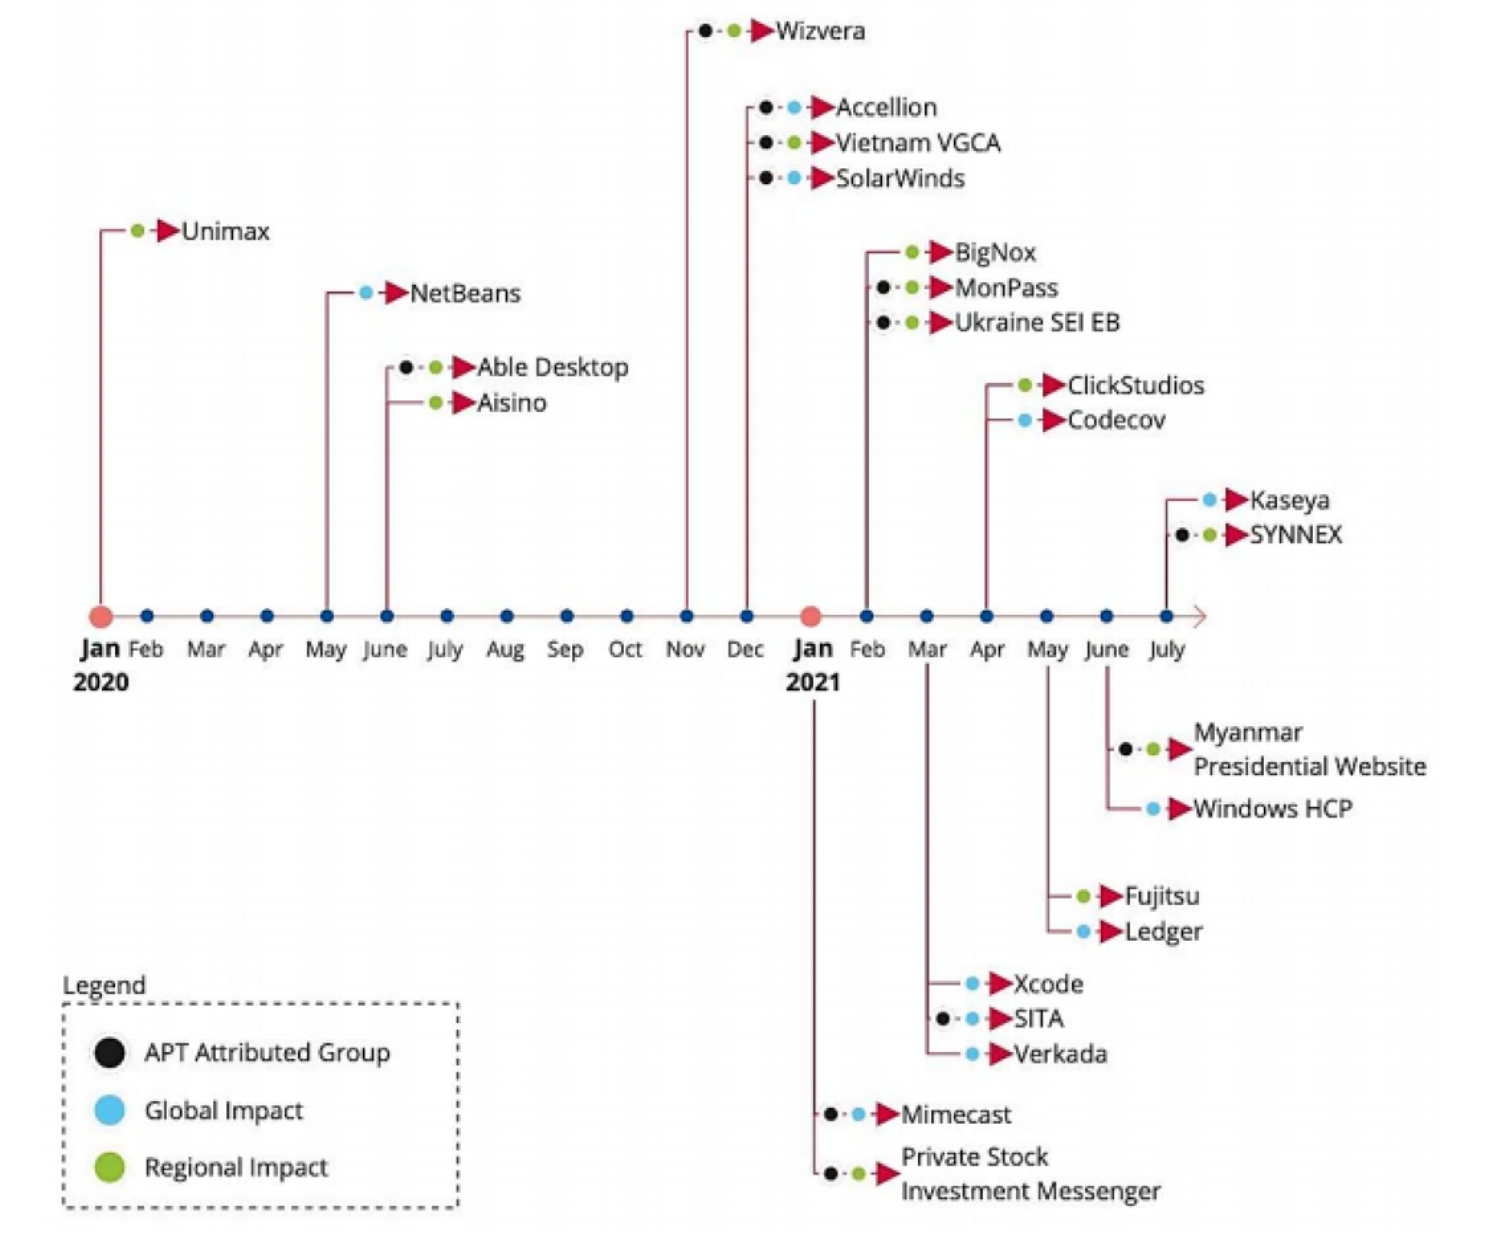 Wizvera
Accellion
Vietnam VGCA
SolarWinds
Unimax
BigNox
NetBeans
MonPass
Ukraine SEI EB
Able Desktop
ClickStudios
Aisino
Codecov
Kaseya
SYNNEX
Jan Feb Mar Apr May June July Aug Sep Oct Nov Dec Jan Feb Mar Apr May June July
2020 2021
Myanmar
Presidential Website
Windows HCP
Fujitsu
Ledger
Legend
Xcode
SITA
APT Attributed Group
Verkada
Global Impact
Mimecast
Regional Impact
Private Stock
Investment Messenger